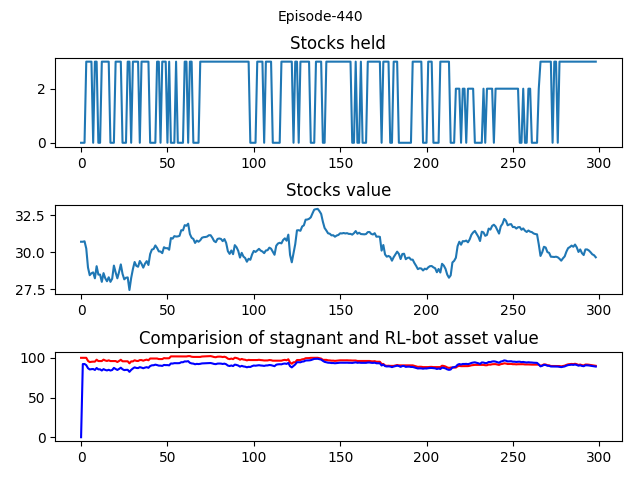 Episode-440
Stocks held
2
0
0 50 100 150 200 250 300
Stocks value
32.5
30.0
27.5
0 50 100 150 200 250 300
Comparision of stagnant and RL-bot asset value
100
50
0
0 50 100 150 200 250 300